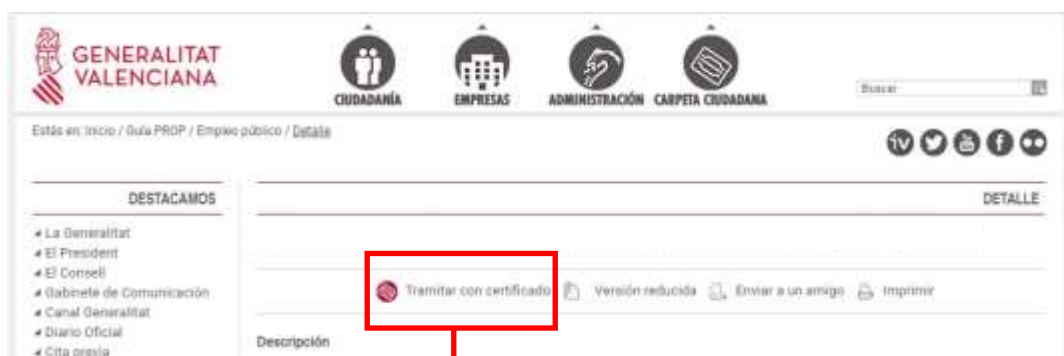 GENERALITAT
VALENCIANA
CIUDADANÍA
EMPRESAS
ADMINISTRACIÓN
CARPETA CIUDADANA
Buscar
Estás en: Inicio / Guía PROP / Empleo público / Detalle
DESTACAMOS
La Generalitat
El President
El Consell
Gabinete de Comunicación
Canal Generalitat
Diario Oficial
Cita previa
DETALLE
Tramitar con certificado
Versión reducida
Enviar a un amigo
Imprimir
Descripción